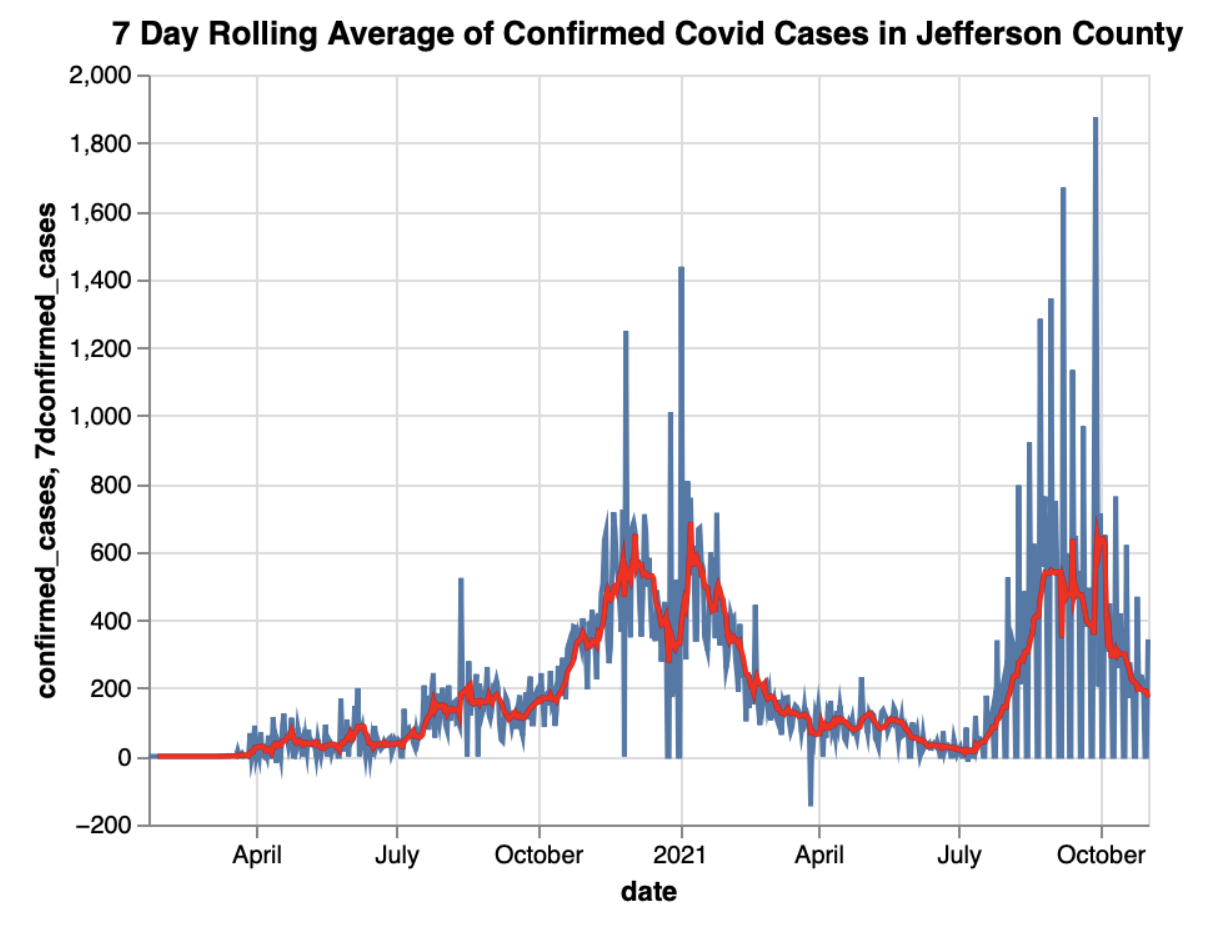 7 Day Rolling Average of Confirmed Covid Cases in Jefferson County
confirmed_cases, 7dconfirmed_cases
2,000
1,800
1,600
1,400
1,200
1,000
800
600
400
200
0
−200
April
July
October
2021
April
July
October
date